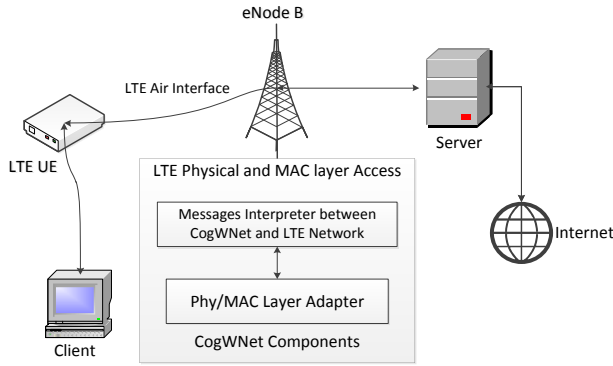 eNode B
LTE Air Interface
LTE UE
Server
LTE Physical and MAC layer Access
Messages Interpreter between
CogWNet and LTE Network
Internet
Phy/MAC Layer Adapter
Client
CogWNet Components